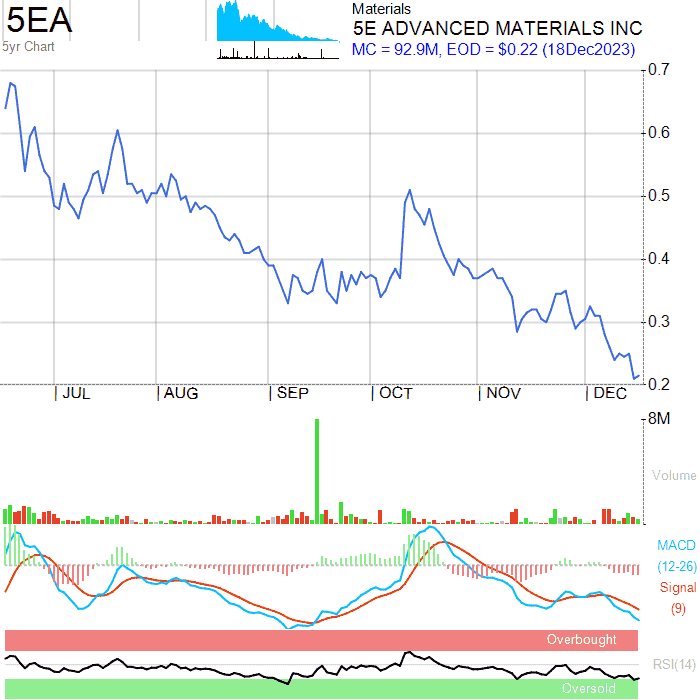 5EA
5yr Chart
Materials
5E ADVANCED MATERIALS INC
MC = 92.9M, EOD = $0.22 (18Dec2023)
0.7
0.6
0.5
0.4
0.3
0.2
JUL AUG SEP OCT NOV DEC
8M
Volume
MACD
(12-26)
Signal
(9)
Overbought
RSI(14)
Oversold